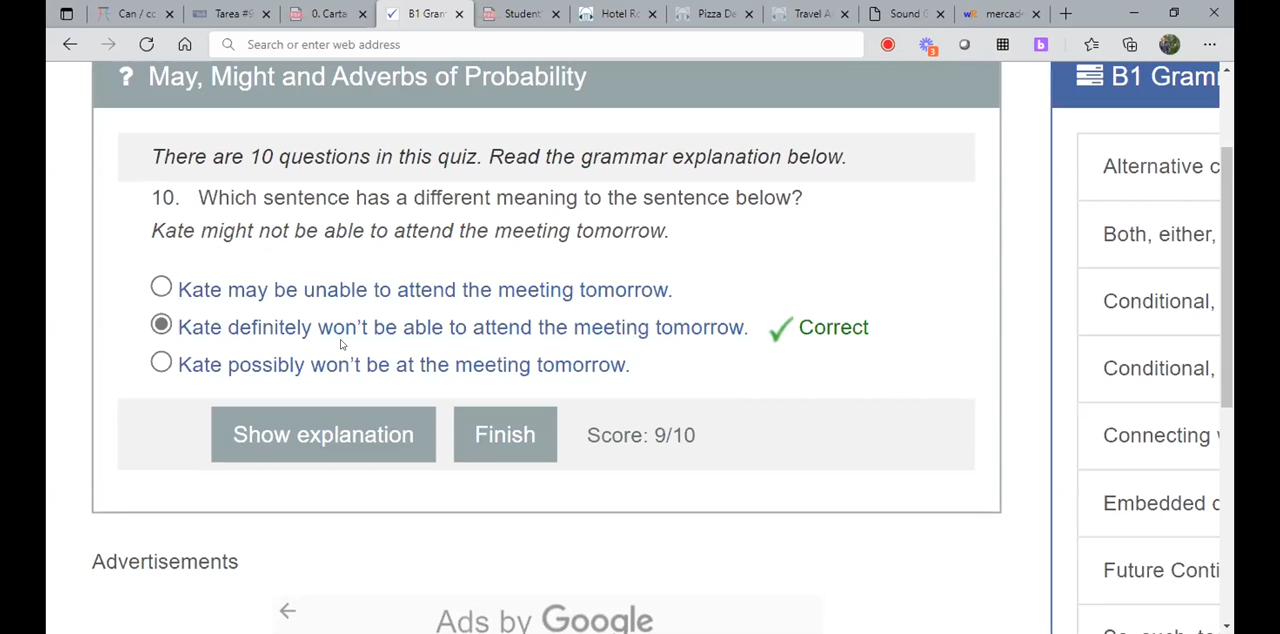 Can / cc
Tarea #9
0. Carta
B1 Gran
Student'
Hotel Ro
Pizza De
Travel A
Sound G
mercad
Search or enter web address
3
b
? May, Might and Adverbs of Probability
B1 Gram
There are 10 questions in this quiz. Read the grammar explanation below.
10. Which sentence has a different meaning to the sentence below?
Kate might not be able to attend the meeting tomorrow.
Kate may be unable to attend the meeting tomorrow.
Kate definitely won't be able to attend the meeting tomorrow. Correct
Kate possibly won't be at the meeting tomorrow.
Show explanation
Finish
Score: 9/10
Advertisements
Ads by Google
Alternative c
Both, either,
Conditional,
Conditional,
Connecting
Embedded
Future Conti